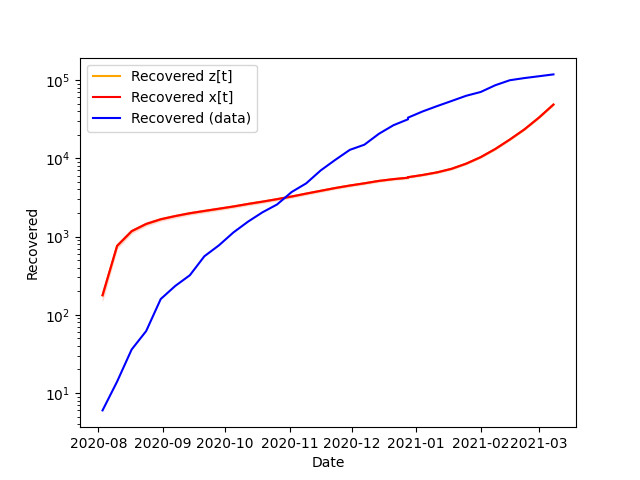 Recovered z[t]
Recovered x[t]
Recovered (data)
Recovered
10^5
10^4
10^3
10^2
10^1
2020-08 2020-09 2020-10 2020-11 2020-12 2021-01 2021-02 2021-03
Date